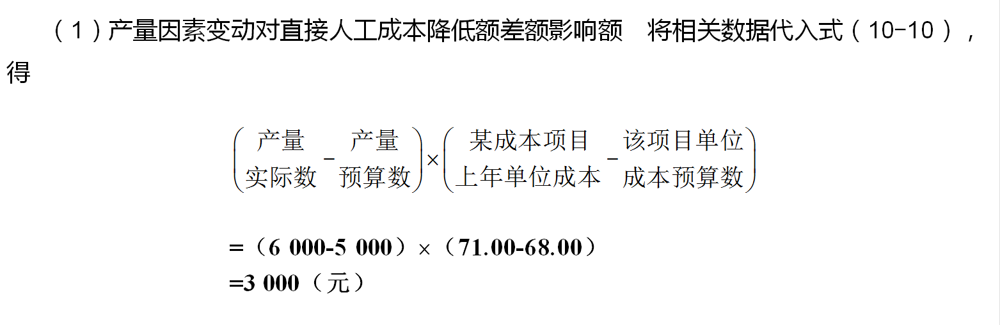 （1）产量因素变动对直接人工成本降低额差额影响额　将相关数据代入式（10-10），
得
(产量实际数-产量预算数)×(某成本项目上年单位成本-该项目单位成本预算数)
=（6 000-5 000）×（71.00-68.00）
=3 000（元）